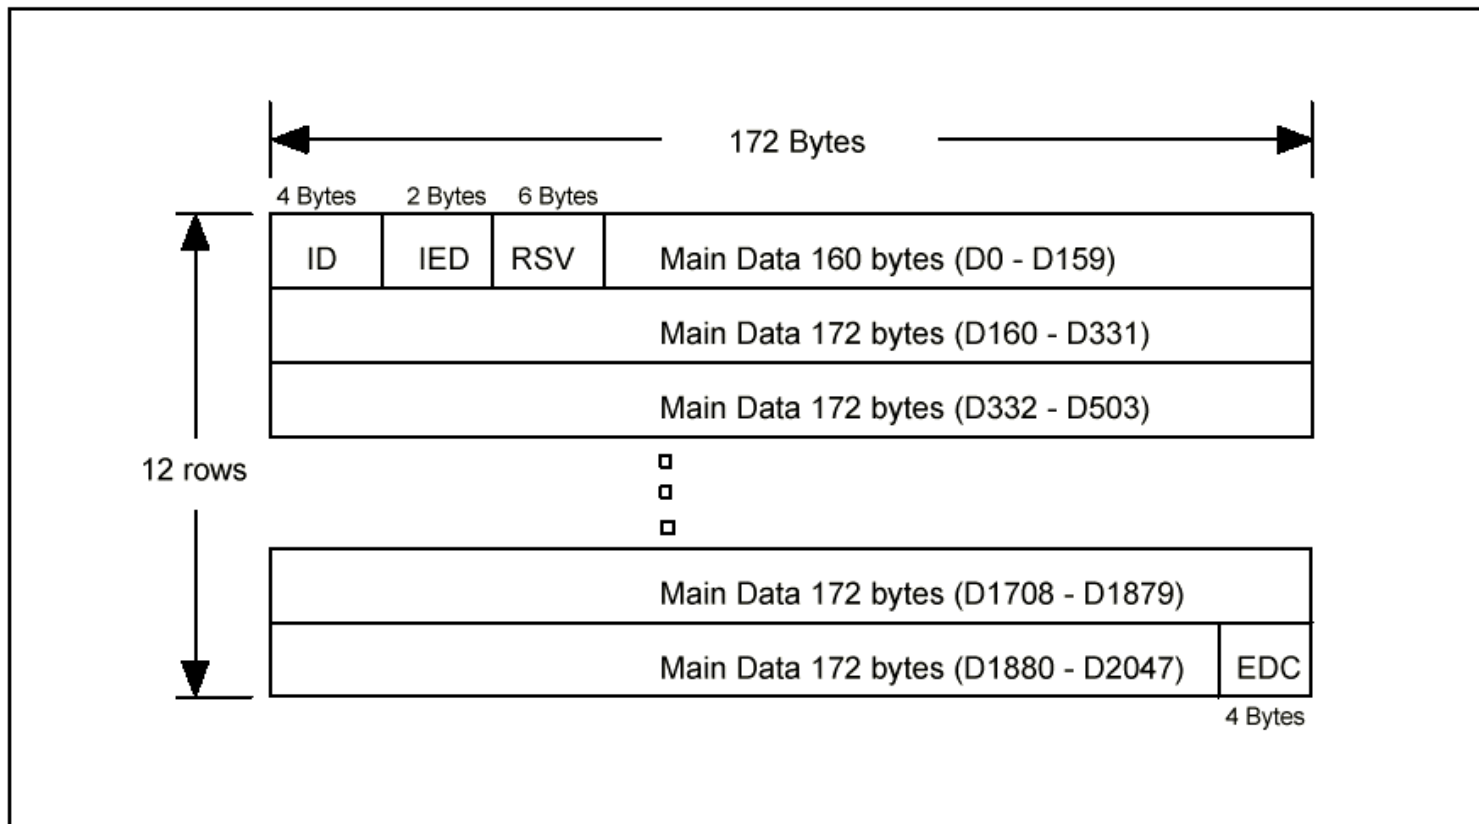 172 Bytes
4 Bytes 2 Bytes 6 Bytes
ID IED RSV Main Data 160 bytes (D0 - D159)
Main Data 172 bytes (D160 - D331)
Main Data 172 bytes (D332 - D503)
12 rows
Main Data 172 bytes (D1708 - D1879)
Main Data 172 bytes (D1880 - D2047) EDC
4 Bytes